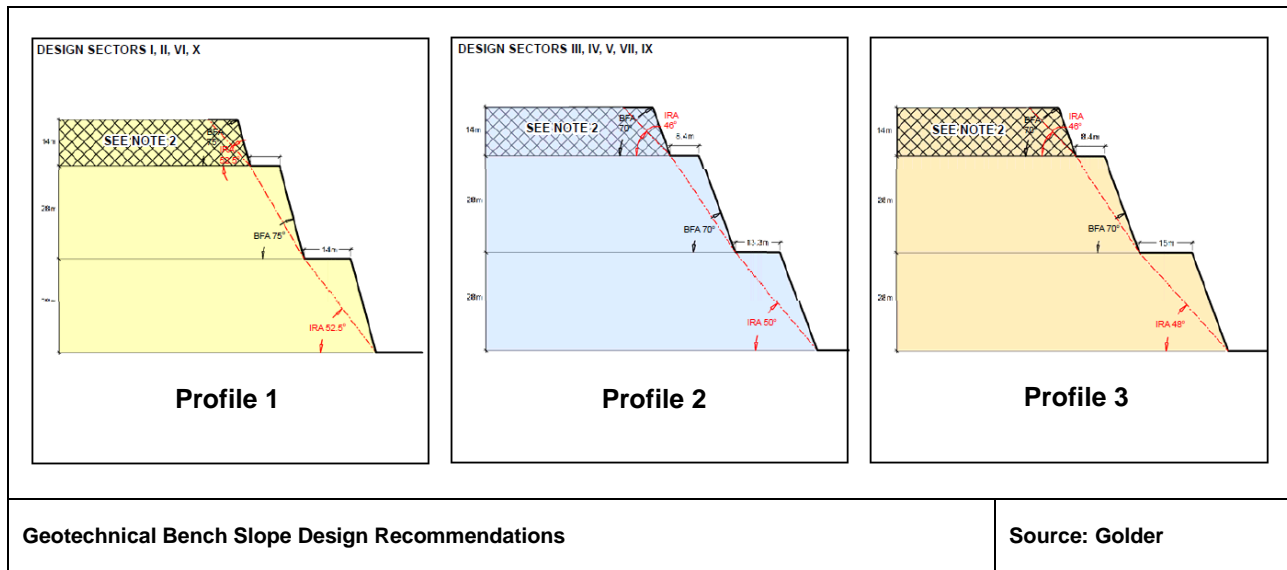 DESIGN SECTORS I, II, VI, X
14m
SEE NOTE 2
BFA
75°
28m
BFA 75°
14m
IRA 52.5°
Profile 1
DESIGN SECTORS III, IV, V, VII, IX
14m
SEE NOTE 2
BFA
70°
IRA
46°
8.4m
28m
BFA 70°
13.3m
28m
IRA 50°
Profile 2
14m
SEE NOTE 2
BFA
70°
IRA
46°
8.4m
28m
BFA 70°
15m
28m
IRA 48°
Profile 3
Geotechnical Bench Slope Design Recommendations
Source: Golder